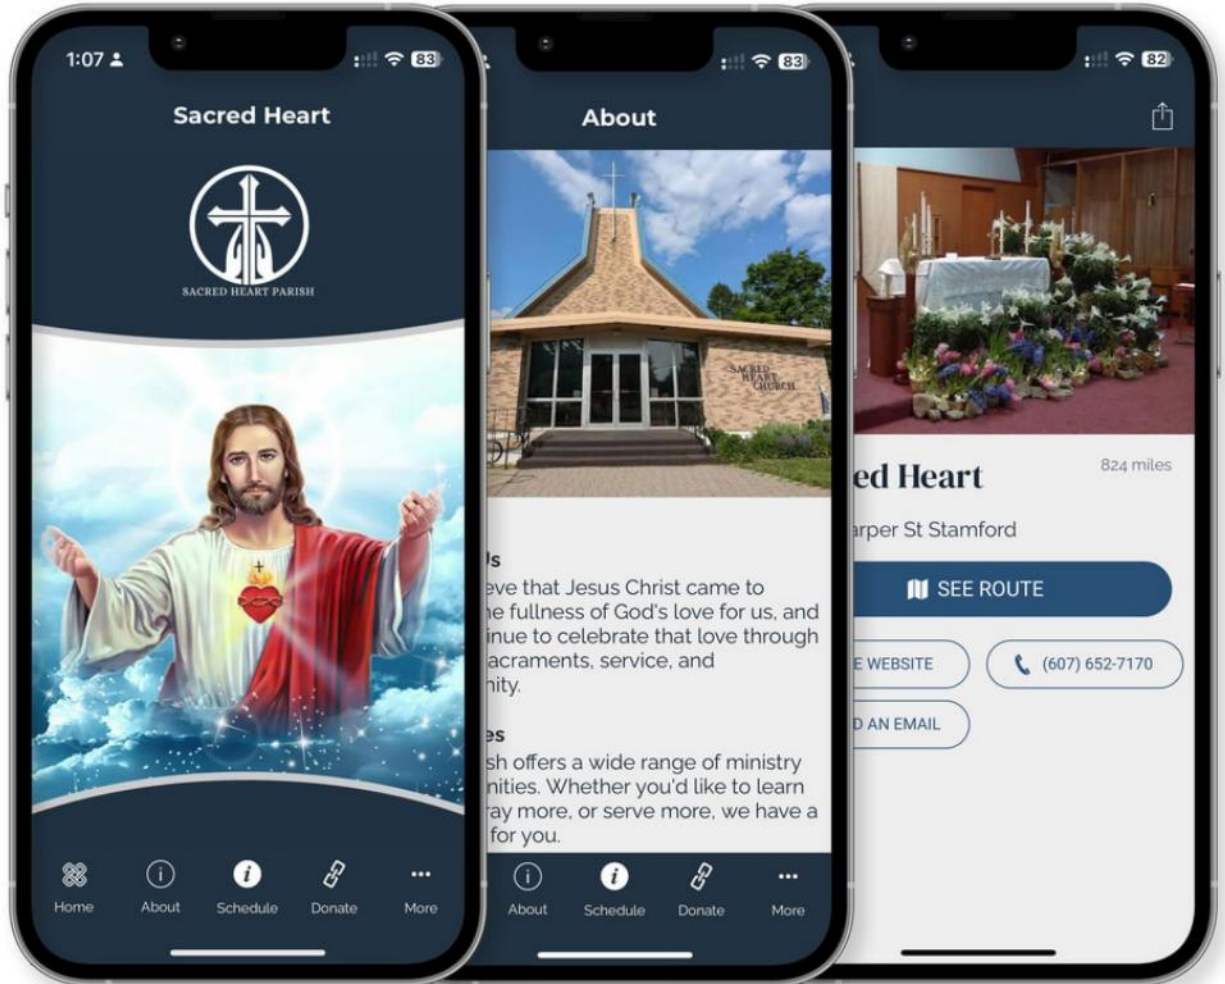 1:07
83
Sacred Heart
SACRED HEART PARISH
Home
About
Schedule
Donate
More
83
About
SACRED
HEART
CHURCH
Us
eve that Jesus Christ came to
e fullness of God's love for us, and
inue to celebrate that love through
acraments, service, and
nity.
es
sh offers a wide range of ministry
nities. Whether you'd like to learn
ray more, or serve more, we have a
for you.
About
Schedule
Donate
More
82
ed Heart
824 miles
arper St Stamford
SEE ROUTE
E WEBSITE
(607) 652-7170
D AN EMAIL